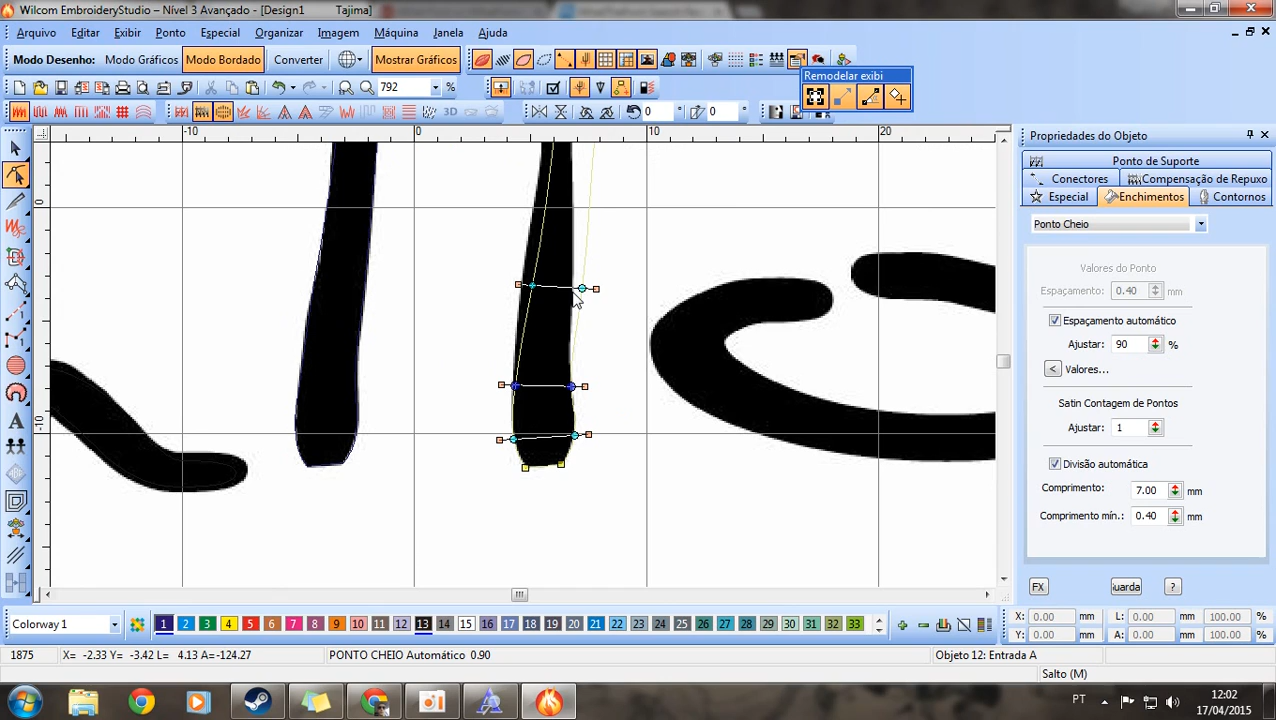 Wilcom EmbroideryStudio – Nível 3 Avançado - [Design1 Tajima]
Arquivo Editar Exibir Ponto Especial Organizar Imagem Máquina Janela Ajuda
Modo Desenho: Modo Gráficos Modo Bordado Converter Mostrar Gráficos
Remodelar exibi
792
3D 0 ° 0 °
-10 0 10 20
0
-10
Propriedades do Objeto
Ponto de Suporte
Conectores Compensação de Repuxo
Especial Enchimentos Contornos
Ponto Cheio
Valores do Ponto
Espaçamento: 0.40 mm
Espaçamento automático
Ajustar: 90 %
< Valores...
Satin Contagem de Pontos
Ajustar: 1
Divisão automática
Comprimento: 7.00 mm
Comprimento mín.: 0.40 mm
FX uarda ?
Colorway 1 1 2 3 4 5 6 7 8 9 10 11 12 13 14 15 16 17 18 19 20 21 22 23 24 25 26 27 28 29 30 31 32 33
X: 0.00 mm L: 0.00 mm 100.00 %
Y: 0.00 mm A: 0.00 mm 100.00 %
1875 X= -2.33 Y= -3.42 L= 4.13 A=-124.27 PONTO CHEIO Automático 0.90 Objeto 12: Entrada A
Salto (M)
PT 12:02
17/04/2015